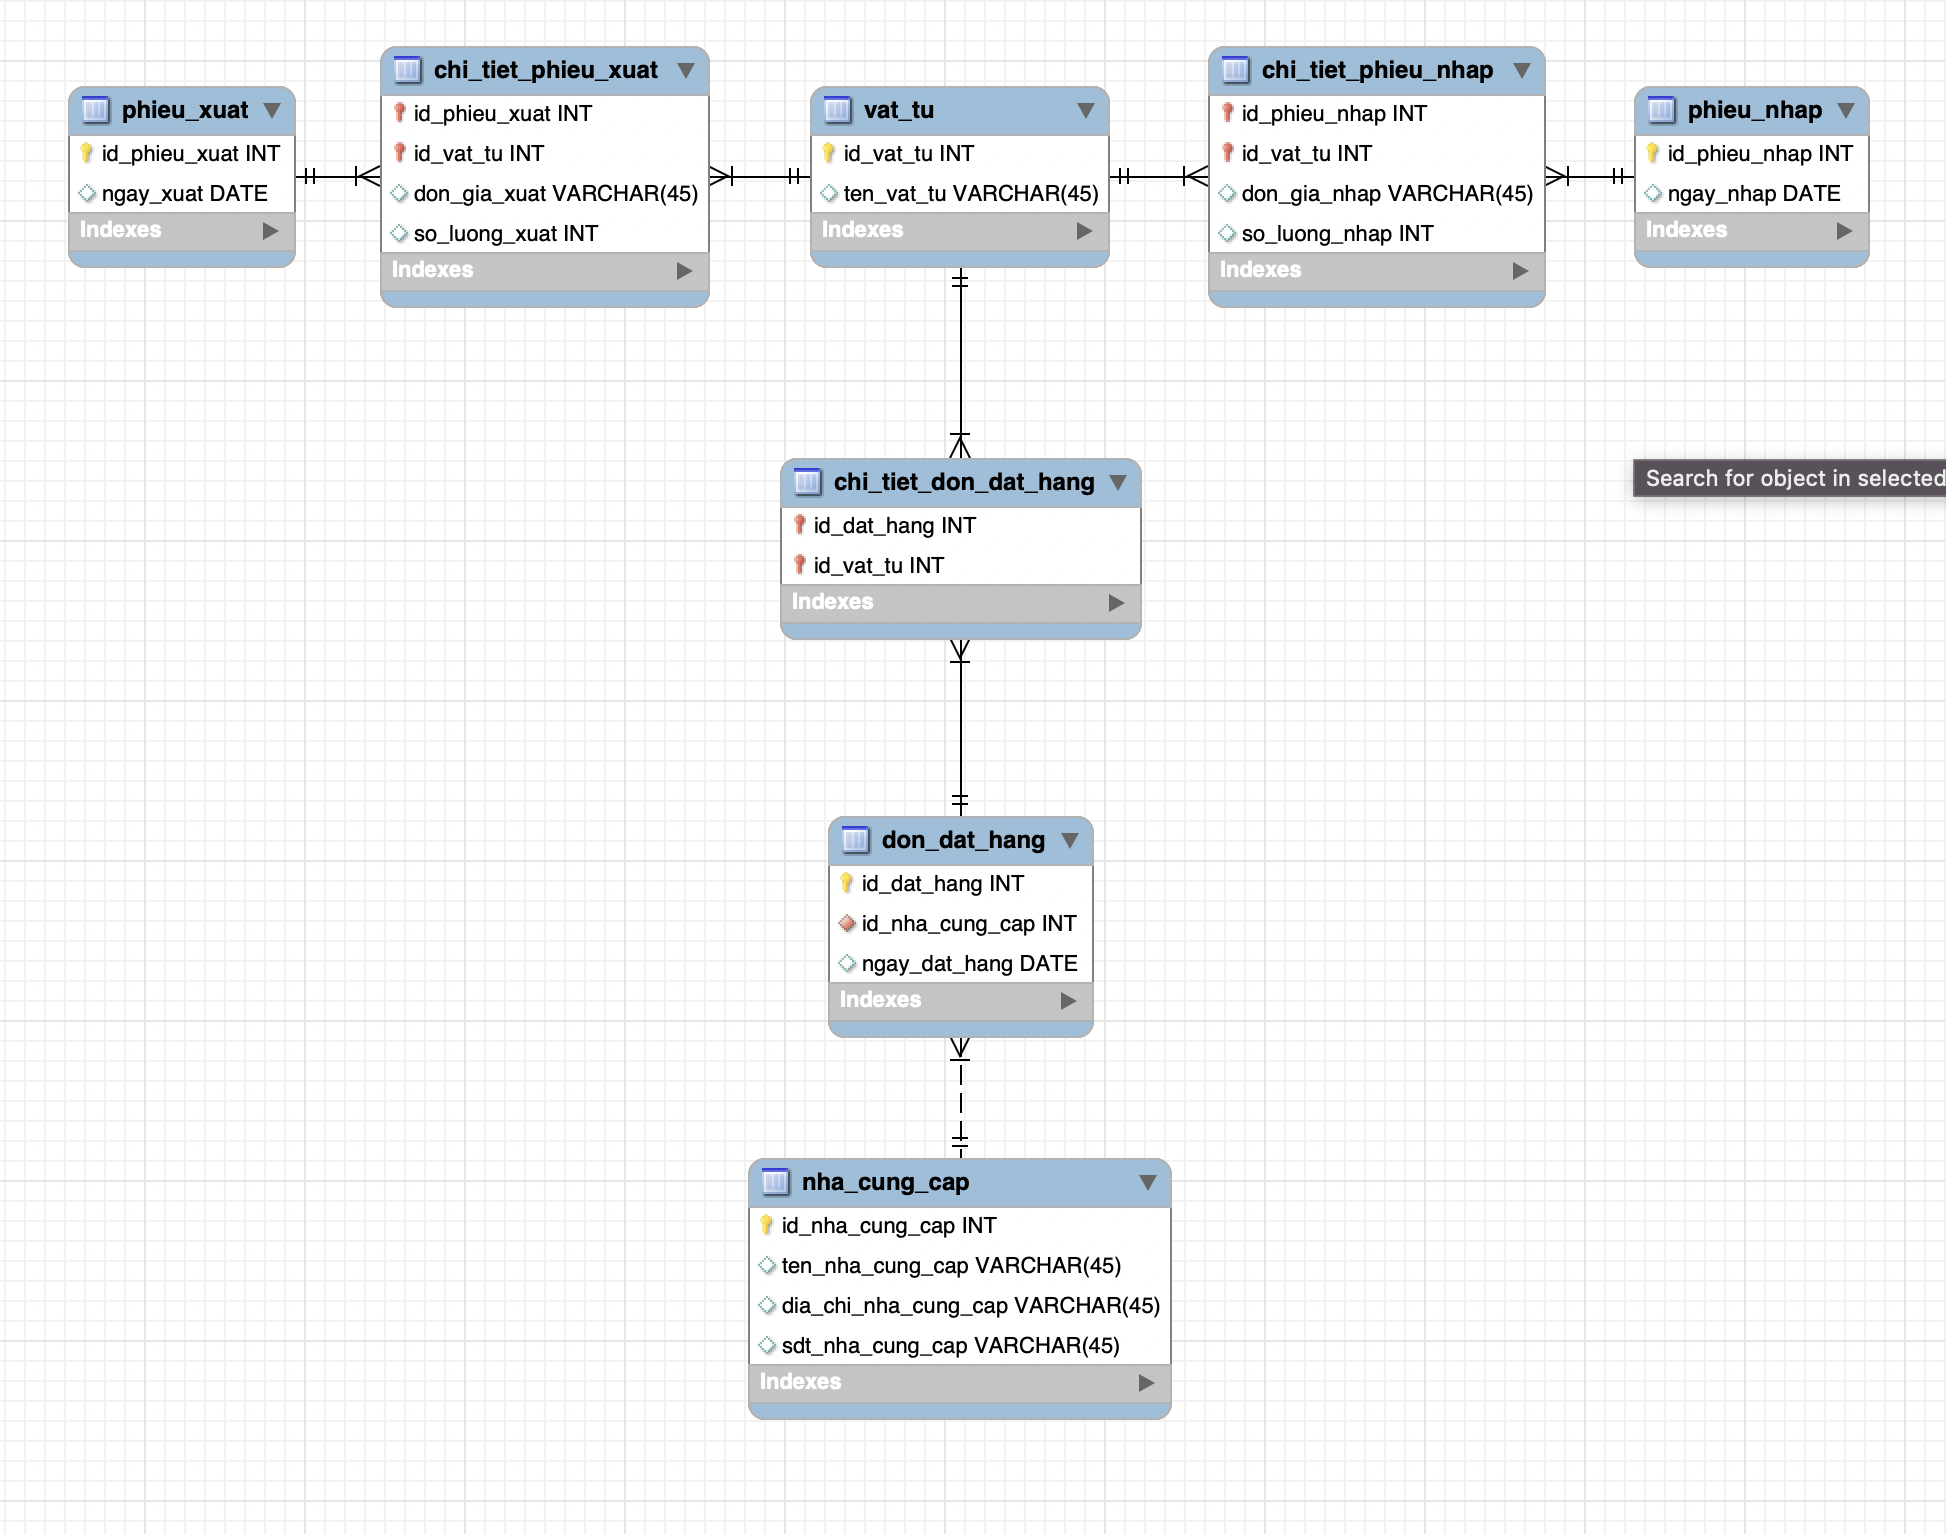 phieu_xuat
id_phieu_xuat INT
ngay_xuat DATE
Indexes
chi_tiet_phieu_xuat
id_phieu_xuat INT
id_vat_tu INT
don_gia_xuat VARCHAR(45)
so_luong_xuat INT
Indexes
vat_tu
id_vat_tu INT
ten_vat_tu VARCHAR(45)
Indexes
chi_tiet_phieu_nhap
id_phieu_nhap INT
id_vat_tu INT
don_gia_nhap VARCHAR(45)
so_luong_nhap INT
Indexes
phieu_nhap
id_phieu_nhap INT
ngay_nhap DATE
Indexes
Search for object in selected
chi_tiet_don_dat_hang
id_dat_hang INT
id_vat_tu INT
Indexes
don_dat_hang
id_dat_hang INT
id_nha_cung_cap INT
ngay_dat_hang DATE
Indexes
nha_cung_cap
id_nha_cung_cap INT
ten_nha_cung_cap VARCHAR(45)
dia_chi_nha_cung_cap VARCHAR(45)
sdt_nha_cung_cap VARCHAR(45)
Indexes